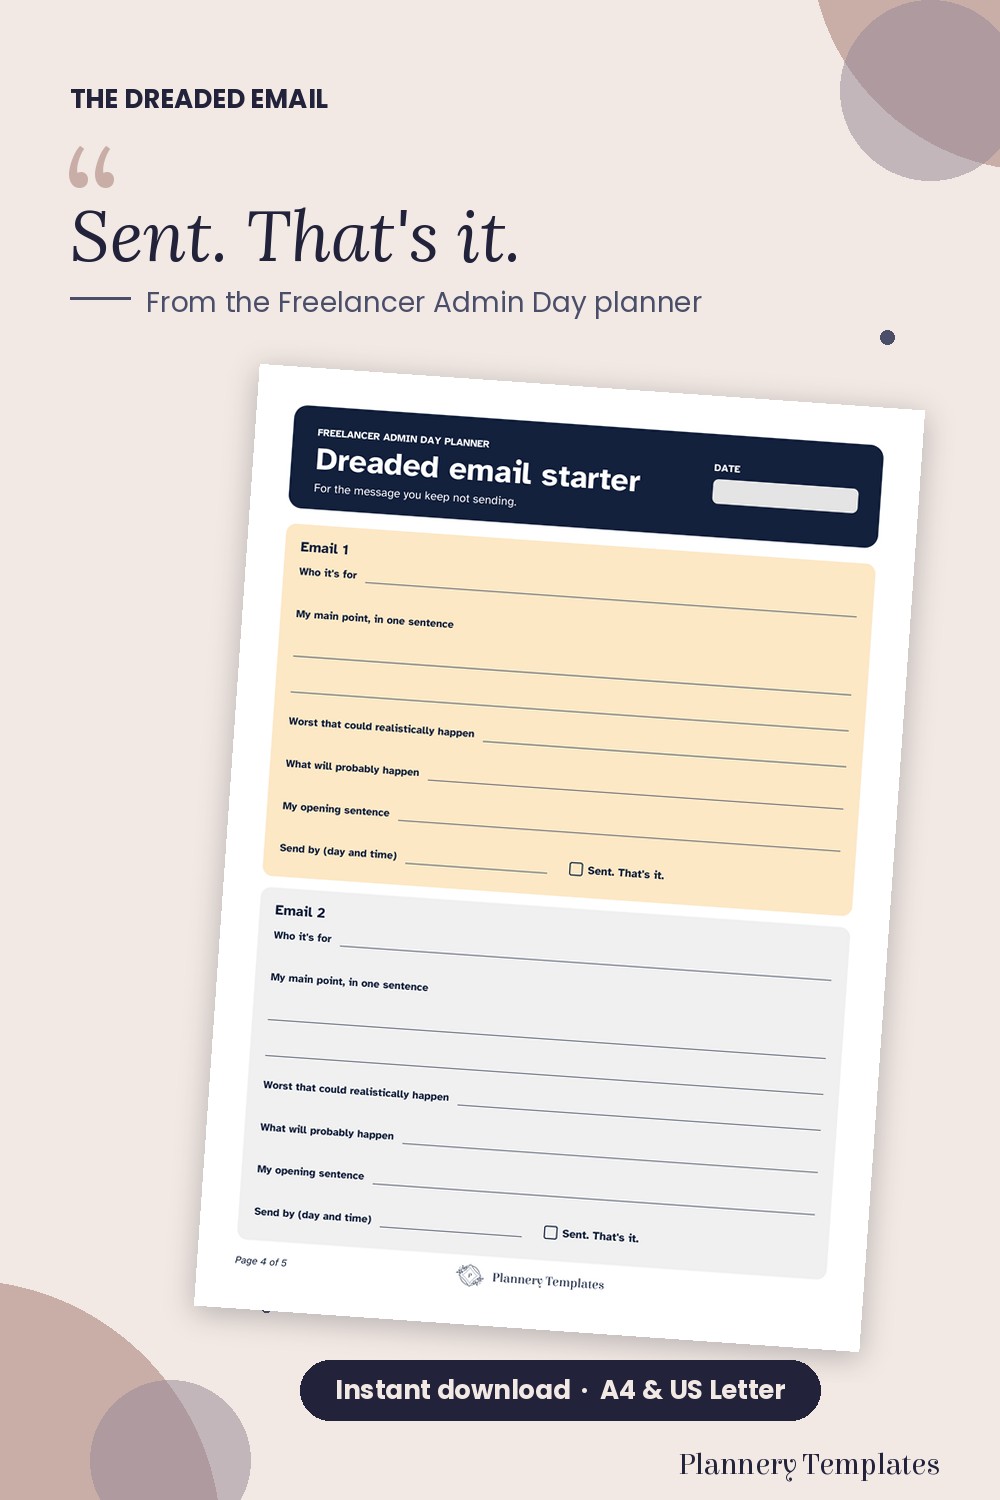 THE DREADED EMAIL
“
Sent. That's it.
From the Freelancer Admin Day planner
FREELANCER ADMIN DAY PLANNER
Dreaded email starter
For the message you keep not sending.
DATE
Email 1
Who it's for
My main point, in one sentence
Worst that could realistically happen
What will probably happen
My opening sentence
Send by (day and time)
Sent. That's it.
Email 2
Who it's for
My main point, in one sentence
Worst that could realistically happen
What will probably happen
My opening sentence
Send by (day and time)
Sent. That's it.
Page 4 of 5
Plannery Templates
Instant download · A4 & US Letter
Plannery Templates